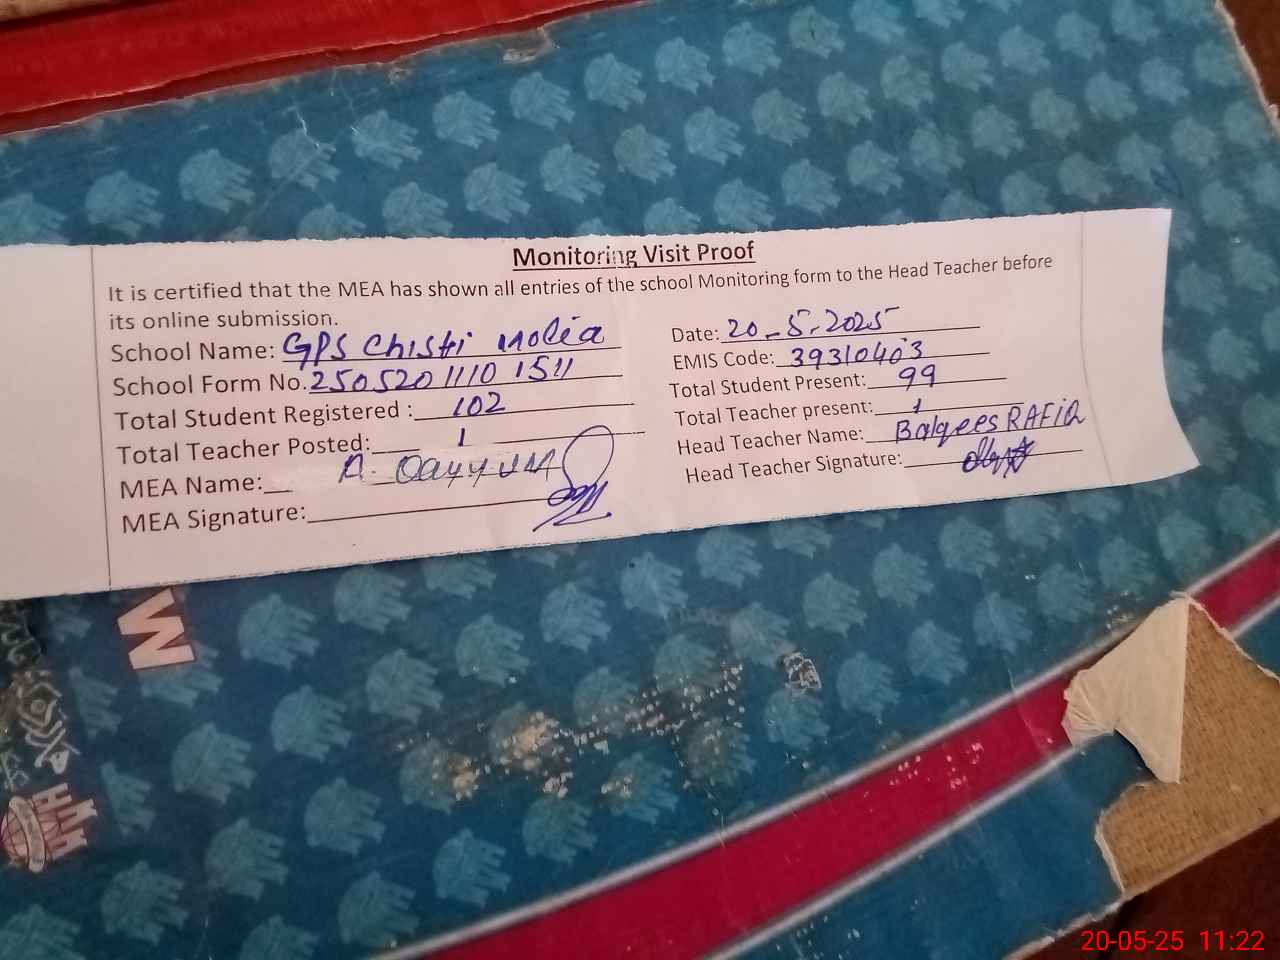 Monitoring Visit Proof
It is certified that the MEA has shown all entries of the school Monitoring form to the Head Teacher before
its online submission.
School Name: GPS Chisti molia
School Form No. 250520 1110 1511
Total Student Registered : 102
Total Teacher Posted: 1
MEA Name: A. Qayyum
MEA Signature:
Date: 20-5-2025
EMIS Code: 39310403
Total Student Present: 99
Total Teacher present: 1
Head Teacher Name: Balqees RAFIQ
Head Teacher Signature:
W
20-05-25 11:22